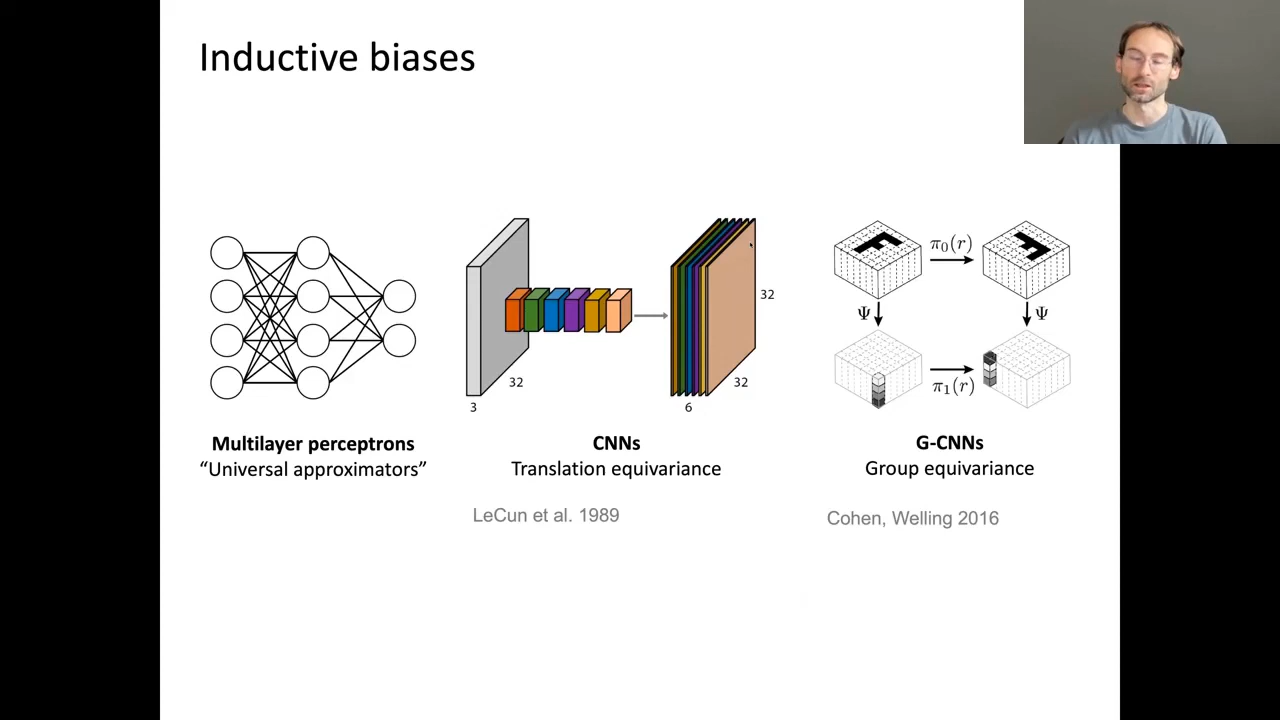 Inductive biases
32
3
32
32
6
π₀(r)
Ψ
Ψ
π₁(r)
Multilayer perceptrons
“Universal approximators”
CNNs
Translation equivariance
G-CNNs
Group equivariance
LeCun et al. 1989
Cohen, Welling 2016